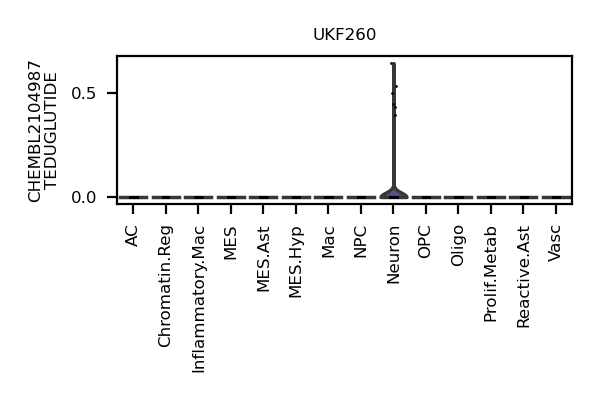 UKF260
CHEMBL2104987
TEDUGLUTIDE
0.5
0.0
AC
Chromatin.Reg
Inflammatory.Mac
MES
MES.Ast
MES.Hyp
Mac
NPC
Neuron
OPC
Oligo
Prolif.Metab
Reactive.Ast
Vasc